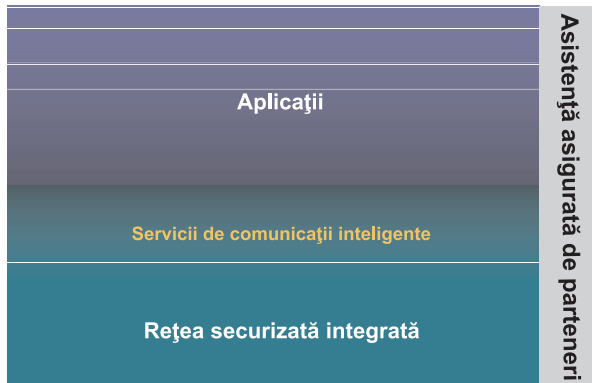 Aplicaţii
Servicii de comunicaţii inteligente
Reţea securizată integrată
Asistenţă asigurată de parteneri